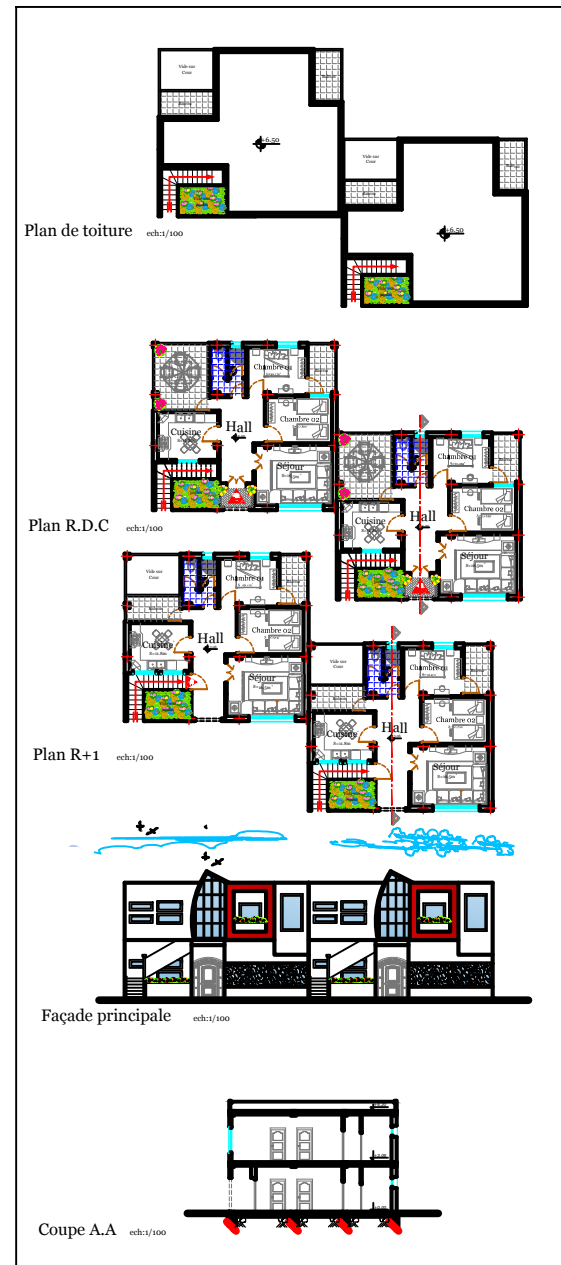 Vide sur
Cour
+6.50
Vide sur
Cour
+6.50
Plan de toiture
ech:1/100
Chambre 01
Cuisine
Hall
Chambre 02
Séjour
Chambre 01
Cuisine
Hall
Chambre 02
Séjour
Plan R.D.C
ech:1/100
Vide sur
Cour
Chambre 01
Cuisine
Hall
Chambre 02
Séjour
Vide sur
Cour
Chambre 01
Cuisine
Hall
Chambre 02
Séjour
Plan R+1
ech:1/100
Façade principale
ech:1/100
Coupe A.A
ech:1/100